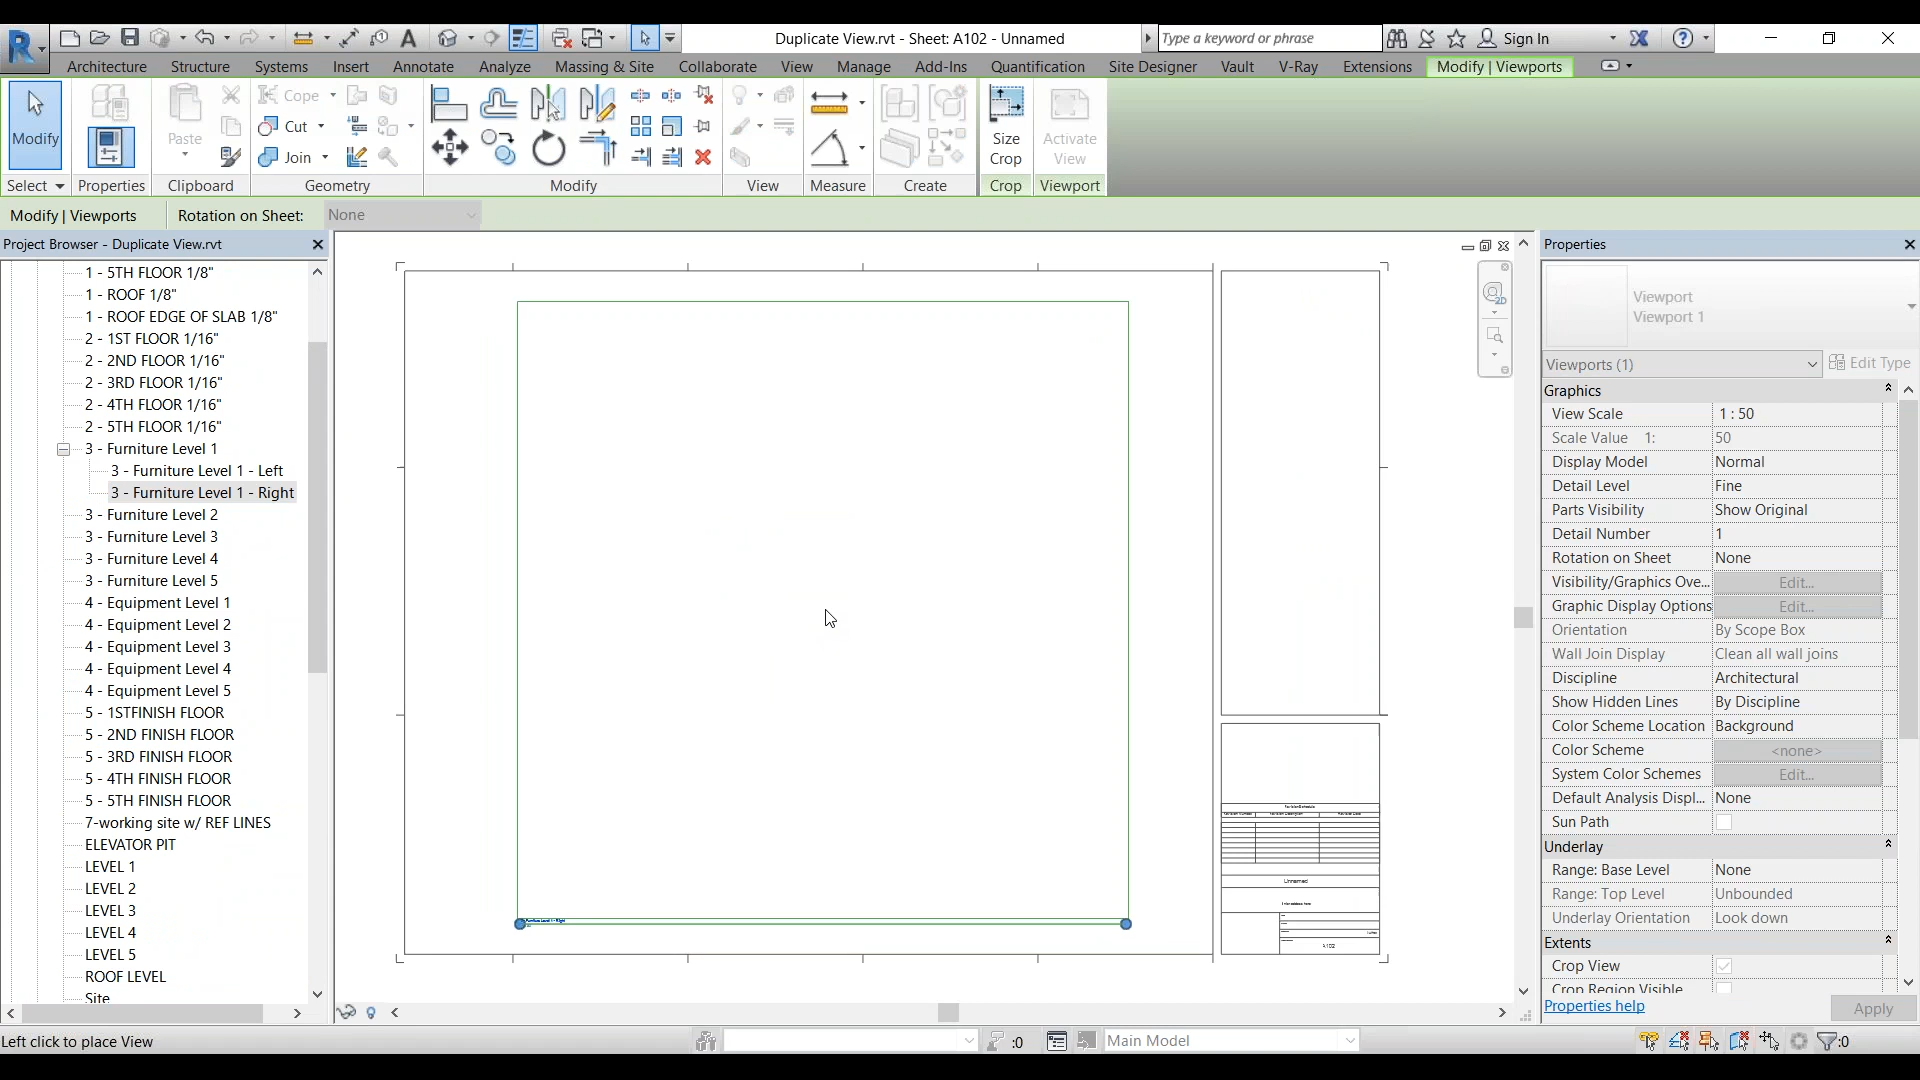 Duplicate View.rvt - Sheet: A102 - Unnamed
Type a keyword or phrase
Sign In
Architecture Structure Systems Insert Annotate Analyze Massing & Site Collaborate View Manage Add-Ins Quantification Site Designer Vault V-Ray Extensions Modify | Viewports
Modify
Paste
Cope
Cut
Join
Size Crop
Activate View
Select Properties Clipboard Geometry Modify View Measure Create Crop Viewport
Modify | Viewports
Rotation on Sheet: None
Project Browser - Duplicate View.rvt
1 - 5TH FLOOR 1/8"
1 - ROOF 1/8"
1 - ROOF EDGE OF SLAB 1/8"
2 - 1ST FLOOR 1/16"
2 - 2ND FLOOR 1/16"
2 - 3RD FLOOR 1/16"
2 - 4TH FLOOR 1/16"
2 - 5TH FLOOR 1/16"
3 - Furniture Level 1
3 - Furniture Level 1 - Left
3 - Furniture Level 1 - Right
3 - Furniture Level 2
3 - Furniture Level 3
3 - Furniture Level 4
3 - Furniture Level 5
4 - Equipment Level 1
4 - Equipment Level 2
4 - Equipment Level 3
4 - Equipment Level 4
4 - Equipment Level 5
5 - 1STFINISH FLOOR
5 - 2ND FINISH FLOOR
5 - 3RD FINISH FLOOR
5 - 4TH FINISH FLOOR
5 - 5TH FINISH FLOOR
7-working site w/ REF LINES
ELEVATOR PIT
LEVEL 1
LEVEL 2
LEVEL 3
LEVEL 4
LEVEL 5
ROOF LEVEL
Site
2D
Unnamed
A102
Properties
Viewport
Viewport 1
Viewports (1)
Edit Type
Graphics
View Scale 1 : 50
Scale Value 1: 50
Display Model Normal
Detail Level Fine
Parts Visibility Show Original
Detail Number 1
Rotation on Sheet None
Visibility/Graphics Ove... Edit...
Graphic Display Options Edit...
Orientation By Scope Box
Wall Join Display Clean all wall joins
Discipline Architectural
Show Hidden Lines By Discipline
Color Scheme Location Background
Color Scheme <none>
System Color Schemes Edit...
Default Analysis Displ... None
Sun Path
Underlay
Range: Base Level None
Range: Top Level Unbounded
Underlay Orientation Look down
Extents
Crop View
Crop Region Visible
Properties help
Apply
Left click to place View
:0
Main Model
:0